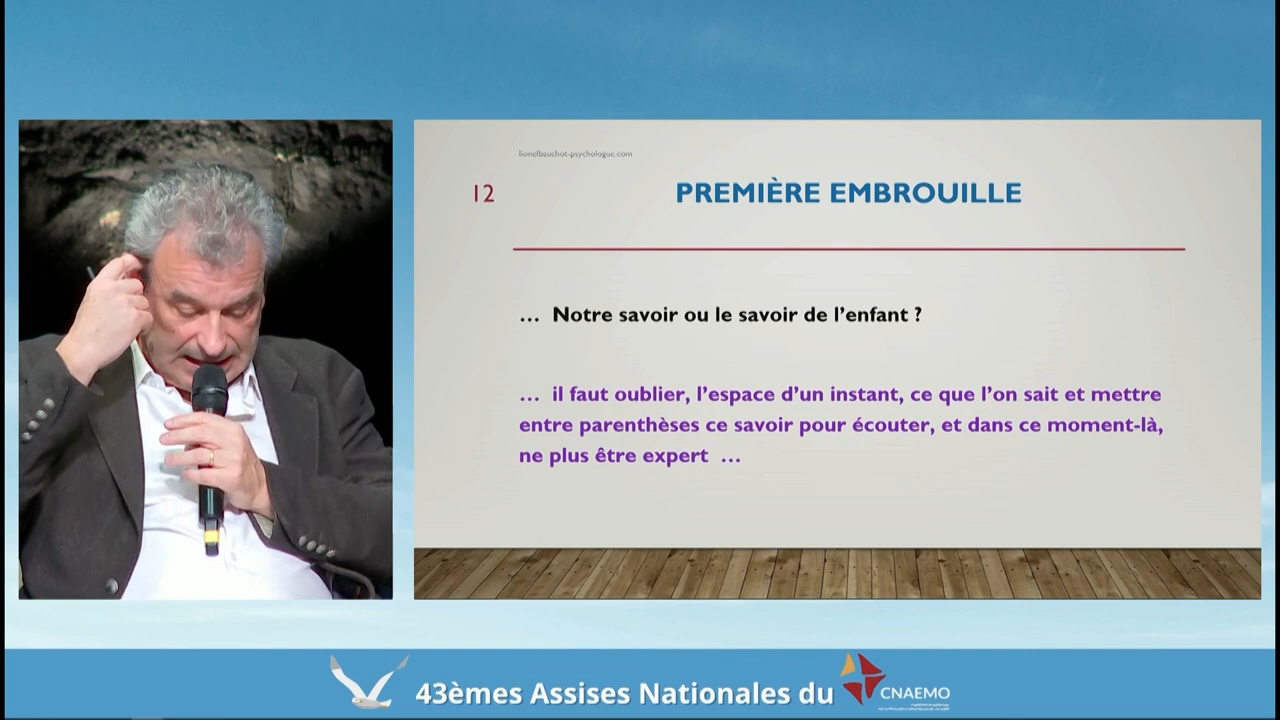 lionelbauchot-psychologue.com
12
PREMIÈRE EMBROUILLE
… Notre savoir ou le savoir de l’enfant ?
… il faut oublier, l’espace d’un instant, ce que l’on sait et mettre
entre parenthèses ce savoir pour écouter, et dans ce moment-là,
ne plus être expert …
43èmes Assises Nationales du
CNAEMO